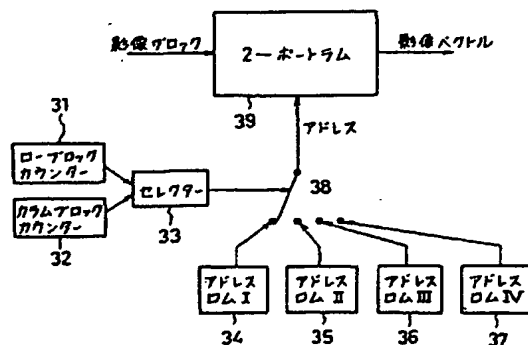 影像ブロック
2-ポートラム
影像ベクトル
39
アドレス
31
ローブロック
カウンター
38
セレクター
33
カラムブロック
カウンター
32
アドレス
ロム I
アドレス
ロム II
アドレス
ロム III
アドレス
ロム IV
34
35
36
37